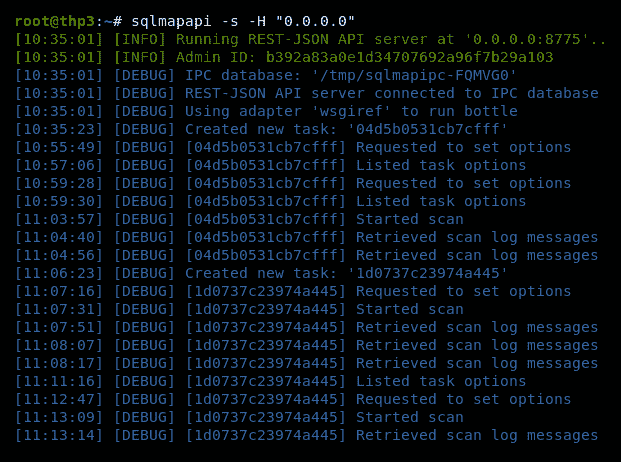 root@thp3:~# sqlmapapi -s -H "0.0.0.0"
[10:35:01] [INFO] Running REST-JSON API server at '0.0.0.0:8775'..
[10:35:01] [INFO] Admin ID: b392a83a0e1d34707692a96f7b29a103
[10:35:01] [DEBUG] IPC database: '/tmp/sqlmapipc-FQMVG0'
[10:35:01] [DEBUG] REST-JSON API server connected to IPC database
[10:35:01] [DEBUG] Using adapter 'wsgiref' to run bottle
[10:35:23] [DEBUG] Created new task: '04d5b0531cb7cfff'
[10:55:49] [DEBUG] [04d5b0531cb7cfff] Requested to set options
[10:57:06] [DEBUG] [04d5b0531cb7cfff] Listed task options
[10:59:28] [DEBUG] [04d5b0531cb7cfff] Requested to set options
[10:59:30] [DEBUG] [04d5b0531cb7cfff] Listed task options
[11:03:57] [DEBUG] [04d5b0531cb7cfff] Started scan
[11:04:40] [DEBUG] [04d5b0531cb7cfff] Retrieved scan log messages
[11:04:56] [DEBUG] [04d5b0531cb7cfff] Retrieved scan log messages
[11:06:23] [DEBUG] Created new task: '1d0737c23974a445'
[11:07:16] [DEBUG] [1d0737c23974a445] Requested to set options
[11:07:31] [DEBUG] [1d0737c23974a445] Started scan
[11:07:51] [DEBUG] [1d0737c23974a445] Retrieved scan log messages
[11:08:07] [DEBUG] [1d0737c23974a445] Retrieved scan log messages
[11:08:17] [DEBUG] [1d0737c23974a445] Retrieved scan log messages
[11:11:16] [DEBUG] [1d0737c23974a445] Listed task options
[11:12:47] [DEBUG] [1d0737c23974a445] Requested to set options
[11:13:09] [DEBUG] [1d0737c23974a445] Started scan
[11:13:14] [DEBUG] [1d0737c23974a445] Retrieved scan log messages